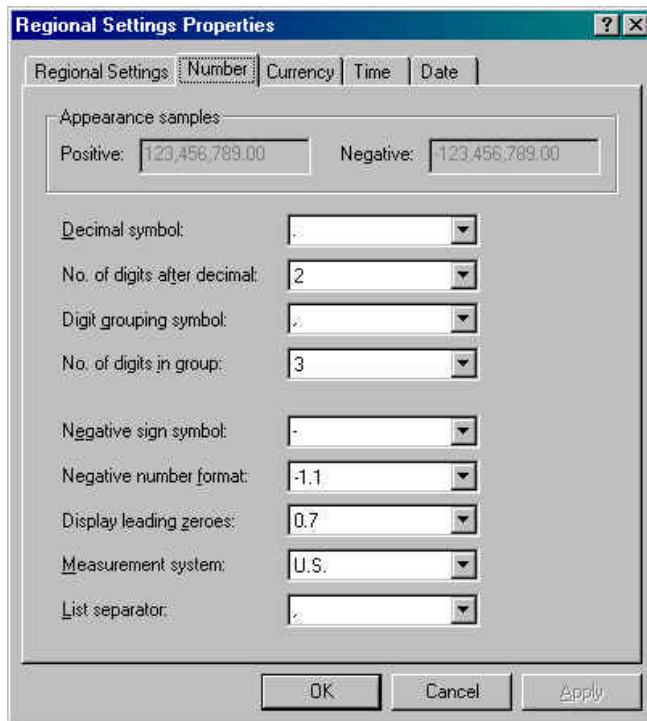 Regional Settings Properties
Regional Settings Number Currency Time Date
Appearance samples
Positive: 123,456,789.00 Negative: -123,456,789.00
Decimal symbol: .
No. of digits after decimal: 2
Digit grouping symbol: ,
No. of digits in group: 3
Negative sign symbol: -
Negative number format: -1.1
Display leading zeroes: 0.7
Measurement system: U.S.
List separator: ,
OK Cancel Apply